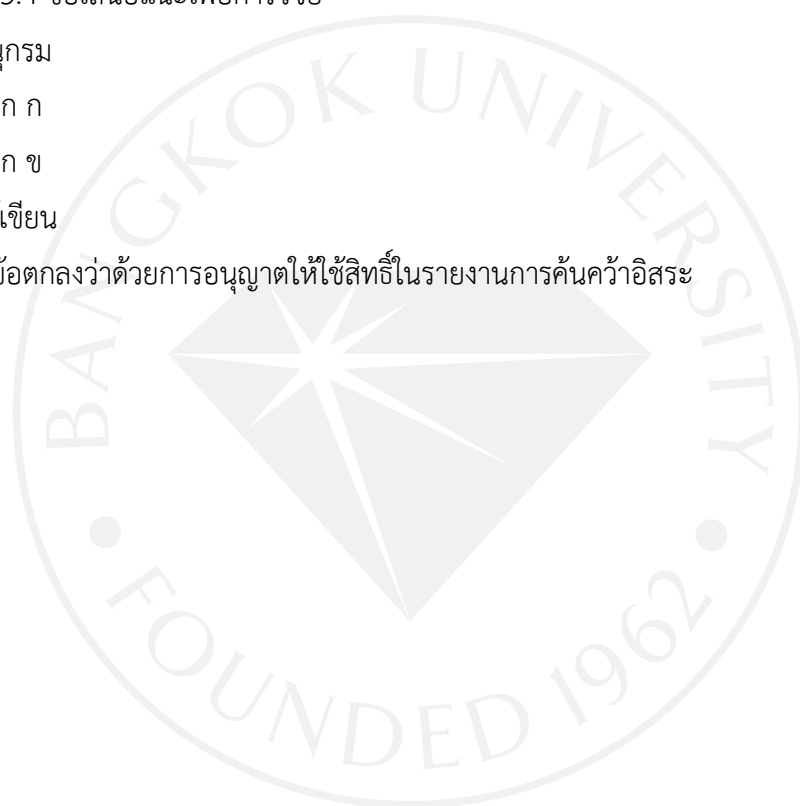 ุกรม
ก ก
ก ข
เขียน
้อตกลงว่าด้วยการอนุญาตให้ใช้สิทธิ์ในรายงานการค้นคว้าอิสระ
BANGKOK UNIVERSITY
FOUNDED 1962